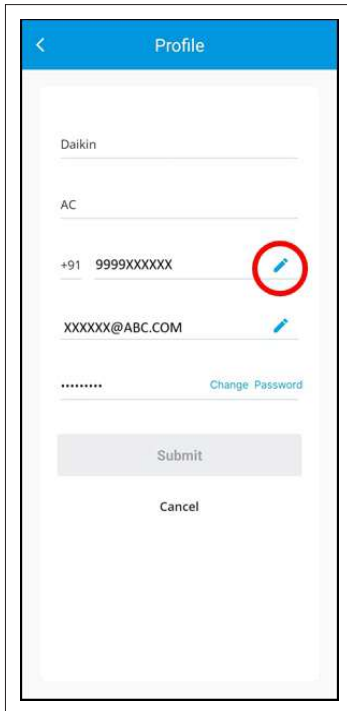 Profile
Daikin
AC
+91 9999XXXXXX
XXXXXX@ABC.COM
......... Change Password
Submit
Cancel